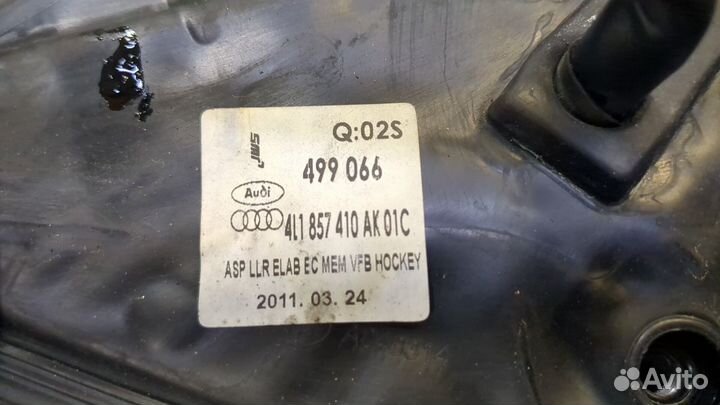 Q:02S
SMR
499 066
Audi
4L1 857 410 AK 01C
ASP LLR ELAB EC MEM VFB HOCKEY
2011. 03. 24
Avito